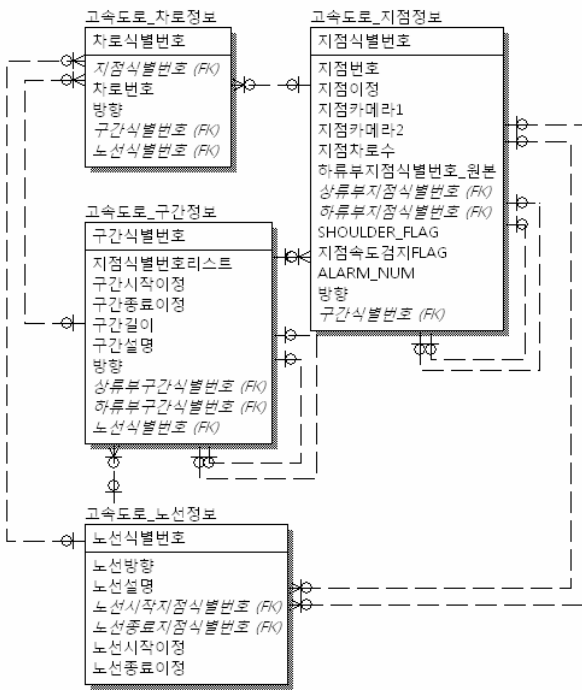 고속도로_차로정보
차로식별번호
지점식별번호 (FK)
차로번호
방향
구간식별번호 (FK)
노선식별번호 (FK)
고속도로_지점정보
지점식별번호
지점번호
지점이정
지점카메라1
지점카메라2
지점차로수
하류부지점식별번호_원본
상류부지점식별번호 (FK)
하류부지점식별번호 (FK)
SHOULDER_FLAG
지점속도검지FLAG
ALARM_NUM
방향
구간식별번호 (FK)
고속도로_구간정보
구간식별번호
지점식별번호리스트
구간시작이정
구간종료이정
구간길이
구간설명
방향
상류부구간식별번호 (FK)
하류부구간식별번호 (FK)
노선식별번호 (FK)
고속도로_노선정보
노선식별번호
노선방향
노선설명
노선시작지점식별번호 (FK)
노선종료지점식별번호 (FK)
노선시작이정
노선종료이정